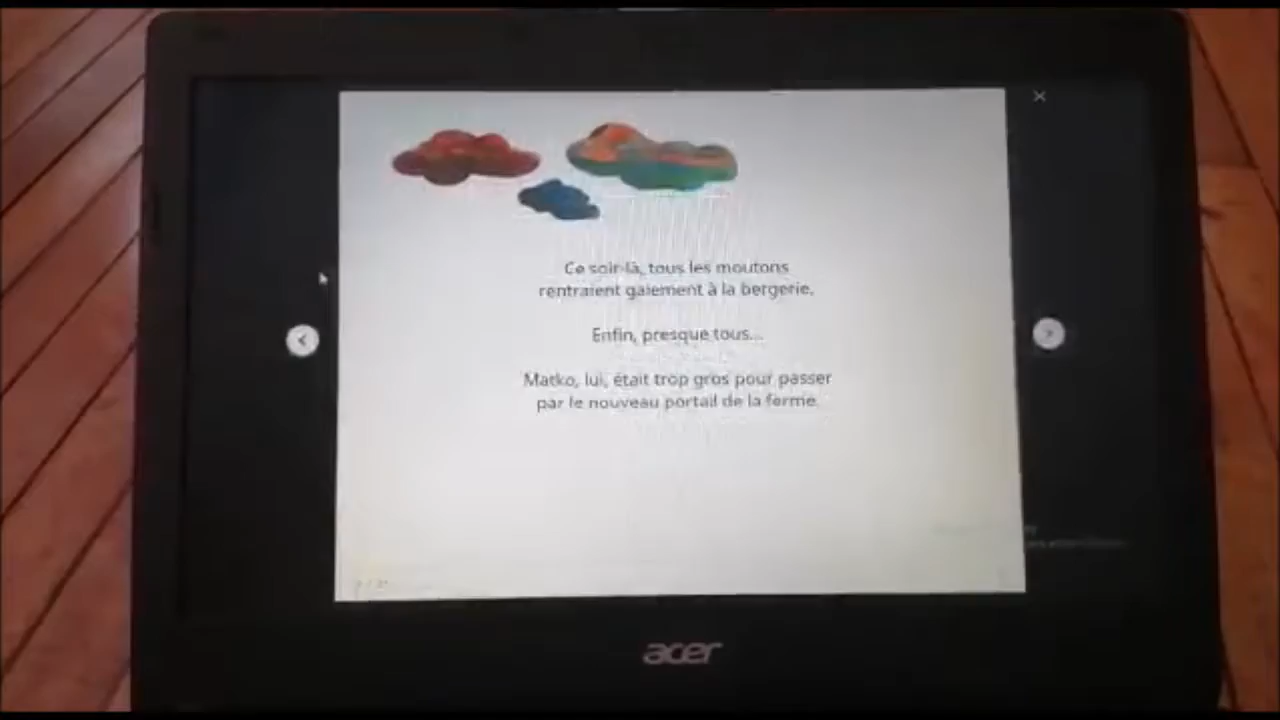 Ce soir-là, tous les moutons
rentraient gaiement à la bergerie.
Enfin, presque tous...
Matko, lui, était trop gros pour passer
par le nouveau portail de la ferme.
acer